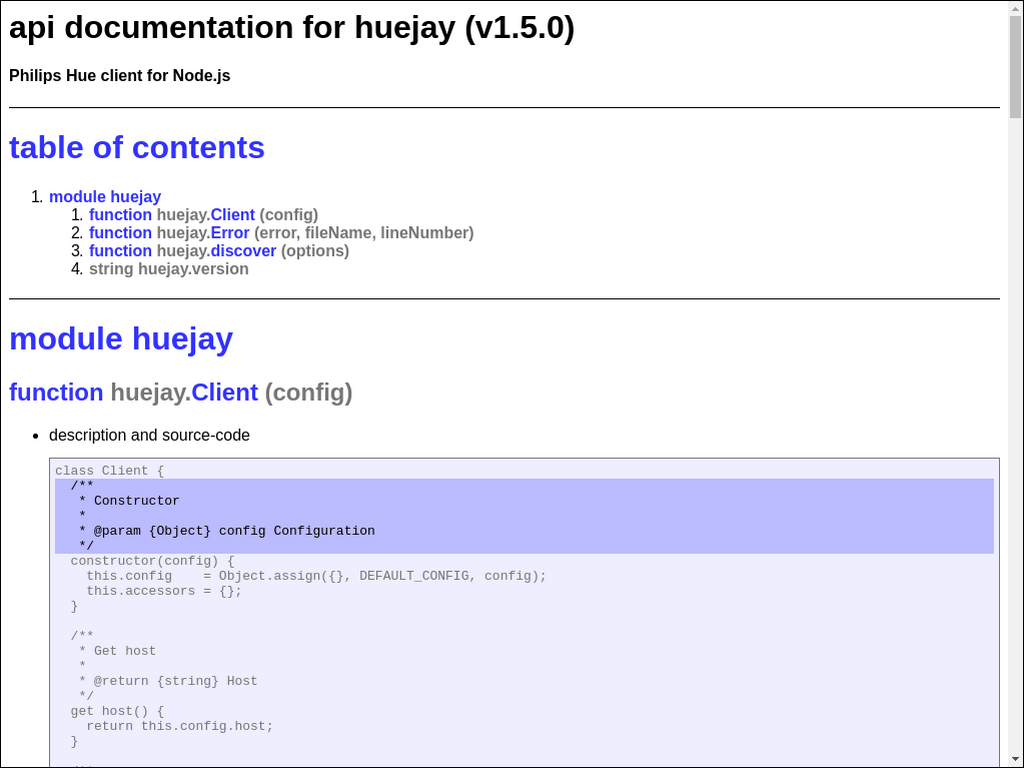 api documentation for huejay (v1.5.0)
Philips Hue client for Node.js
table of contents
1. module huejay
1. function huejay.Client (config)
2. function huejay.Error (error, fileName, lineNumber)
3. function huejay.discover (options)
4. string huejay.version
module huejay
function huejay.Client (config)
• description and source-code
class Client {
  /**
   * Constructor
   *
   * @param {Object} config Configuration
   */
  constructor(config) {
    this.config    = Object.assign({}, DEFAULT_CONFIG, config);
    this.accessors = {};
  }
  /**
   * Get host
   *
   * @return {string} Host
   */
  get host() {
    return this.config.host;
  }